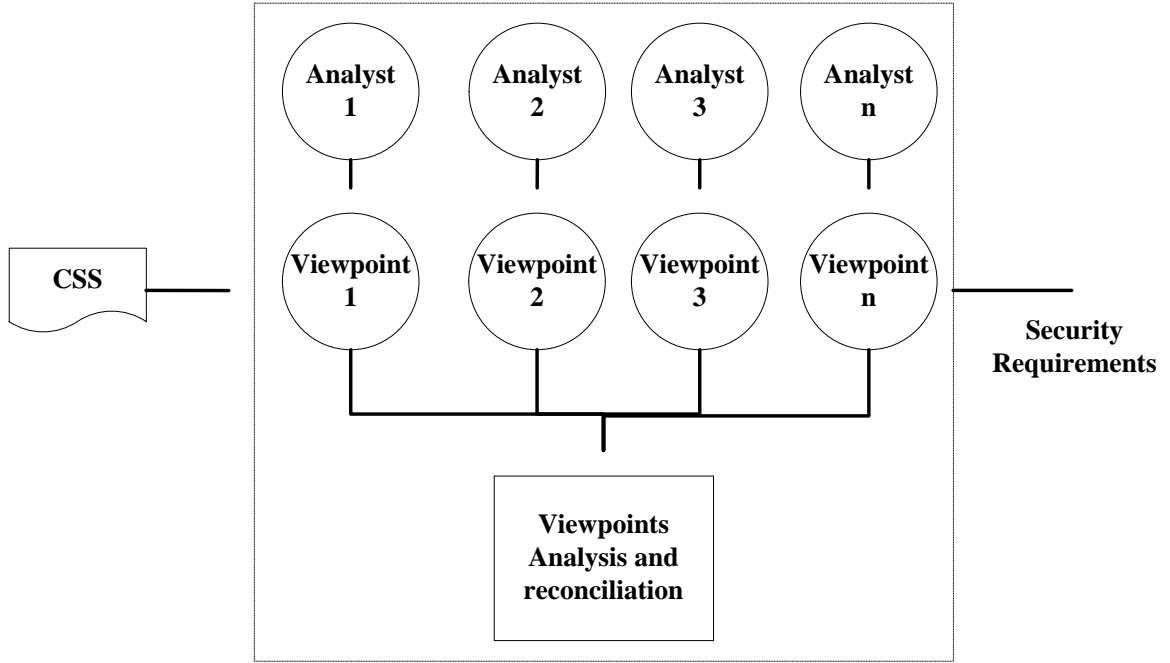 Analyst
1
Analyst
2
Analyst
3
Analyst
n
CSS
Viewpoint
1
Viewpoint
2
Viewpoint
3
Viewpoint
n
Security
Requirements
Viewpoints
Analysis and
reconciliation